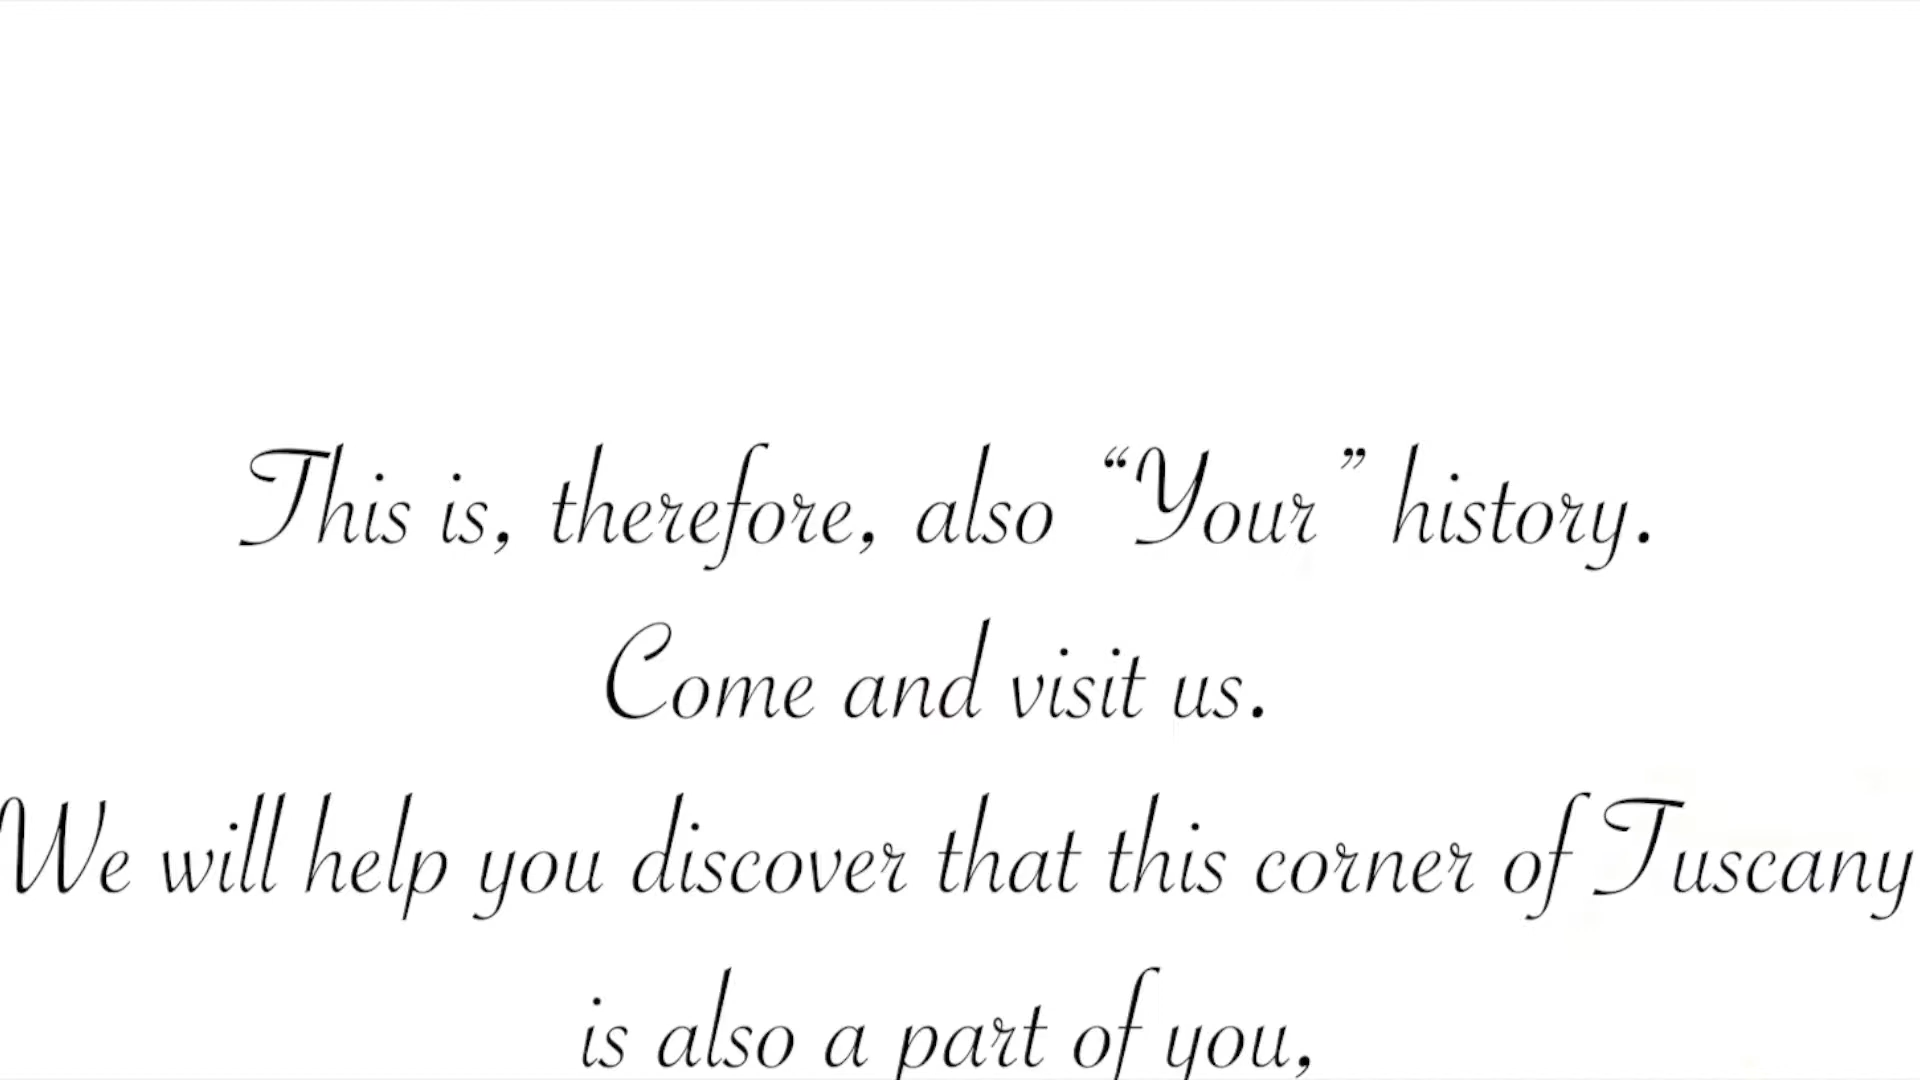 This is, therefore, also “Your” history.
Come and visit us.
We will help you discover that this corner of Tuscany
is also a part of you,